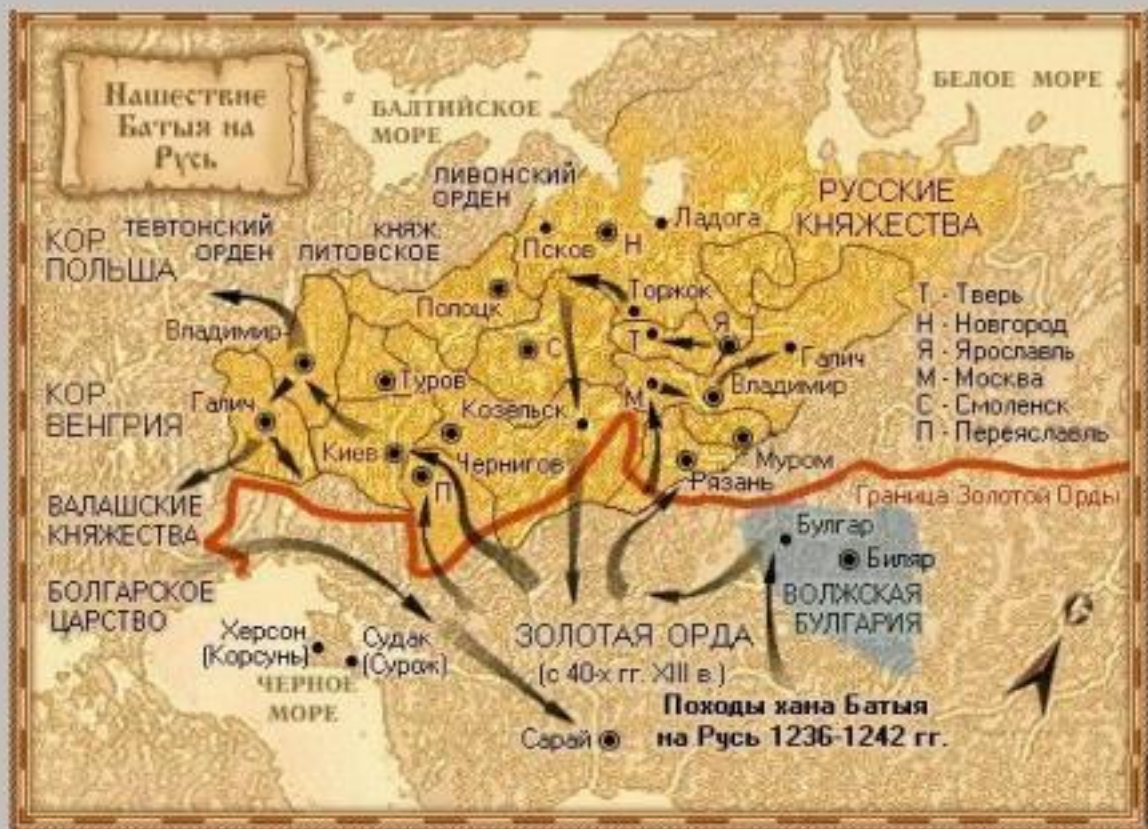 Нашествие
Батыя на
Русь
БАЛТИЙСКОЕ
МОРЕ
БЕЛОЕ МОРЕ
ЛИВОНСКИЙ
ОРДЕН
РУССКИЕ
КНЯЖЕСТВА
ТЕВТОНСКИЙ
ОРДЕН
КНЯЖ.
ЛИТОВСКОЕ
КОР.
ПОЛЬША
Псков
Н
Ладога
Полоцк
Торжок
Т
Я
Владимир
Галич
С
Туров
М
Владимир
Т - Тверь
Н - Новгород
Я - Ярославль
М - Москва
С - Смоленск
П - Переяславль
КОР.
ВЕНГРИЯ
Галич
Козельск
Киев
Чернигов
П
Муром
Рязань
Граница Золотой Орды
ВАЛАШСКИЕ
КНЯЖЕСТВА
БОЛГАРСКОЕ
ЦАРСТВО
Булгар
Биляр
ВОЛЖСКАЯ
БУЛГАРИЯ
Херсон
(Корсунь)
Судак
(Сурож)
ЧЕРНОЕ
МОРЕ
ЗОЛОТАЯ ОРДА
(с 40-х гг. XIII в.)
Сарай
Походы хана Батыя
на Русь 1236-1242 гг.